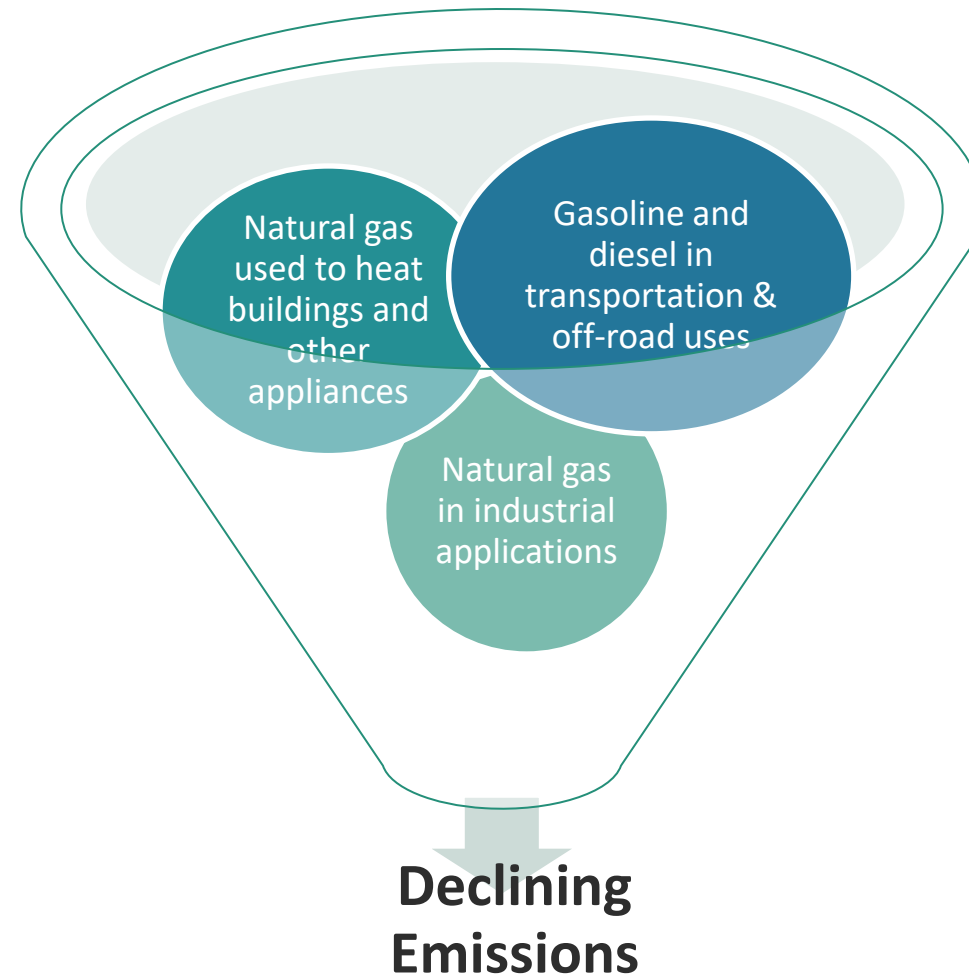 Natural gas
used to heat
buildings and
other
appliances
Gasoline and
diesel in
transportation &
off-road uses
Natural gas
in industrial
applications
Declining
Emissions